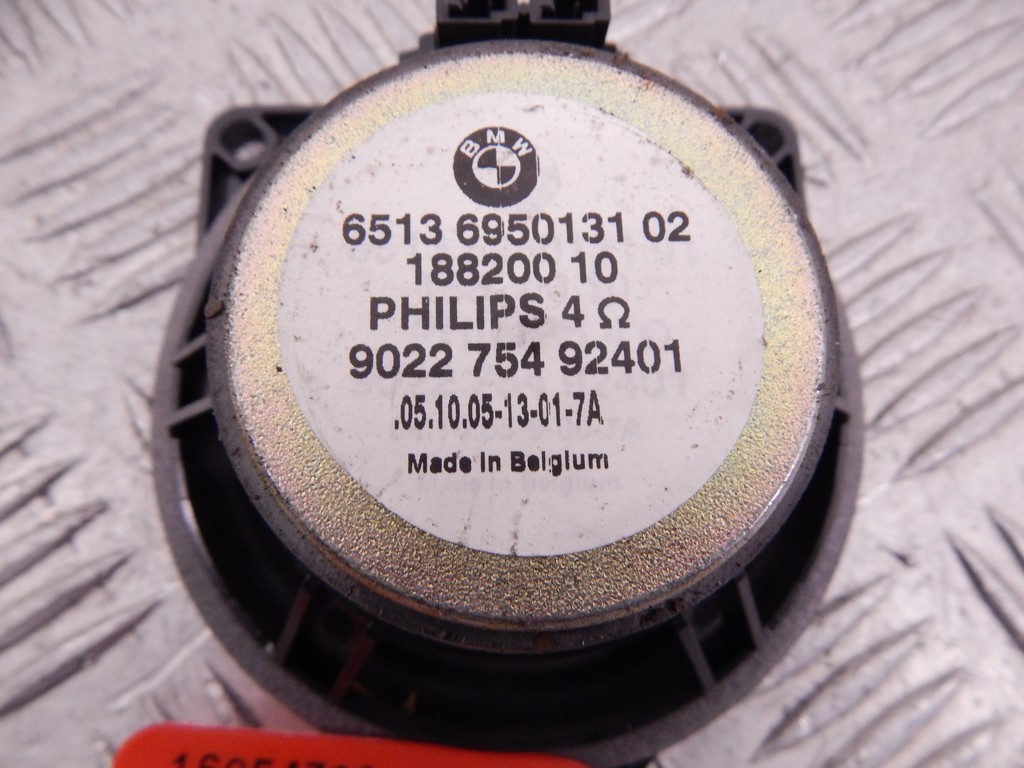 BMW
6513 6950131 02
188200 10
PHILIPS 4 Ω
9022 754 92401
.05.10.05-13-01-7A
Made in Belgium